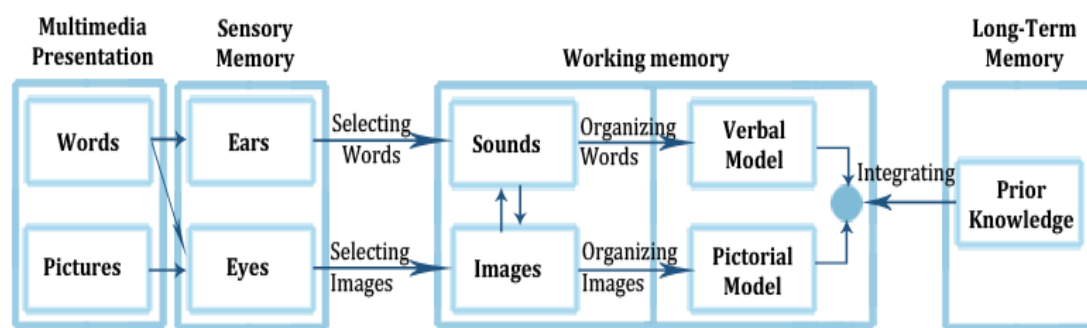 Multimedia
Presentation
Sensory
Memory
Working memory
Long-Term
Memory
Words
Ears
Selecting
Words
Sounds
Organizing
Words
Verbal
Model
Integrating
Prior
Knowledge
Pictures
Eyes
Selecting
Images
Images
Organizing
Images
Pictorial
Model